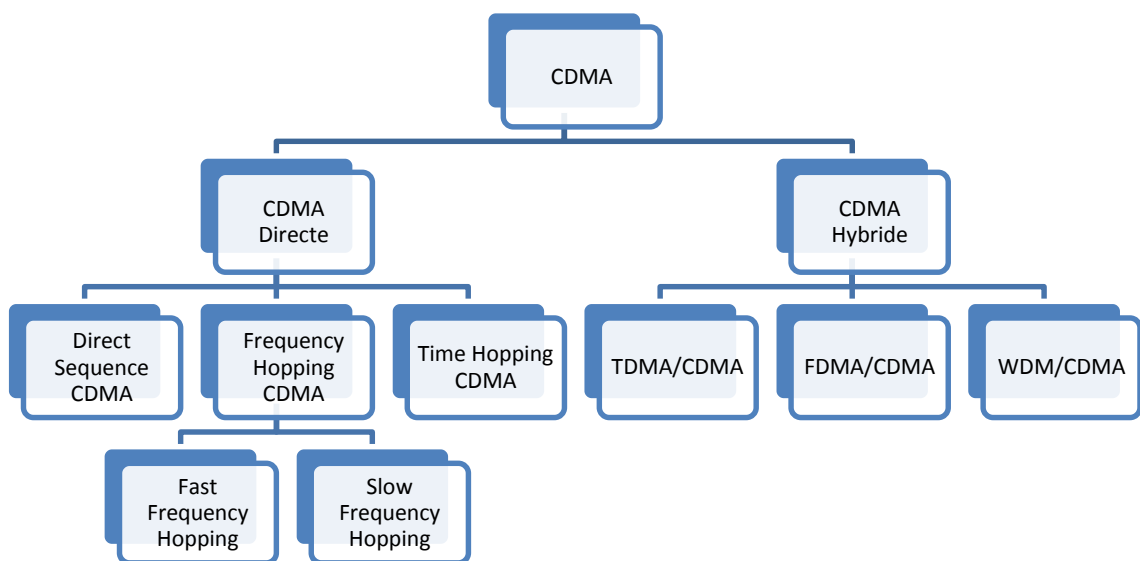 CDMA
CDMA
Directe
CDMA
Hybride
Direct
Sequence
CDMA
Frequency
Hopping
CDMA
Time Hopping
CDMA
TDMA/CDMA
FDMA/CDMA
WDM/CDMA
Fast
Frequency
Hopping
Slow
Frequency
Hopping